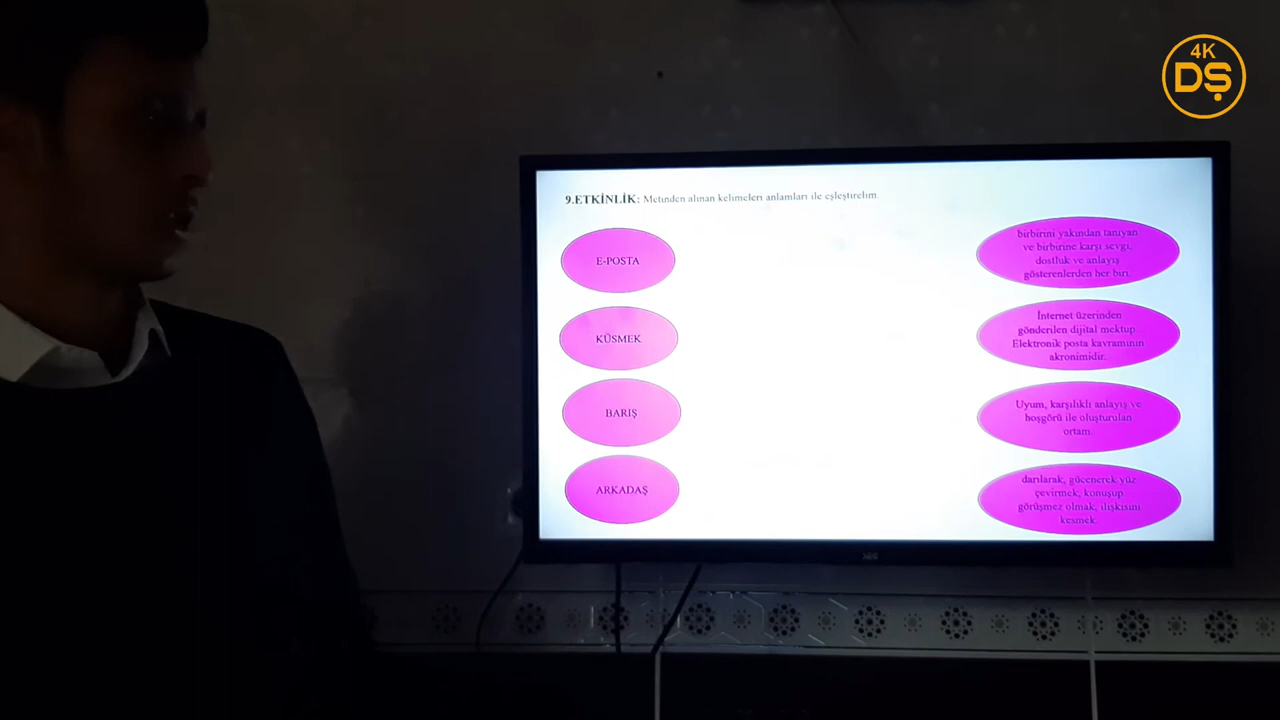 4K
DŞ
9.ETKİNLİK: Metinden alınan kelimeleri anlamları ile eşleştirelim.
E-POSTA
KÜSMEK
BARIŞ
ARKADAŞ
birbirini yakından tanıyan
ve birbirine karşı sevgi,
dostluk ve anlayış
gösterenlerden her biri.
İnternet üzerinden
gönderilen dijital mektup.
Elektronik posta kavramının
akronimidir.
Uyum, karşılıklı anlayış ve
hoşgörü ile oluşturulan
ortam.
darılarak, gücenerek yüz
çevirmek, konuşup
görüşmez olmak, ilişkisini
kesmek.